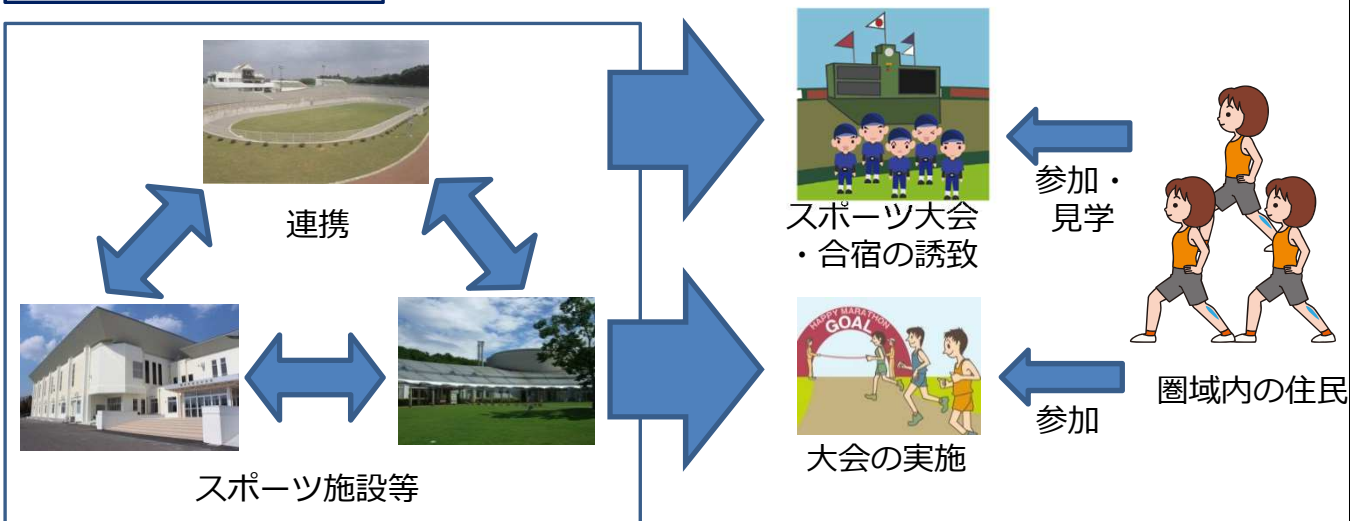 連携
スポーツ施設等
スポーツ大会
・合宿の誘致
参加・
見学
HAPPY MARATHON
GOAL
大会の実施
参加
圏域内の住民